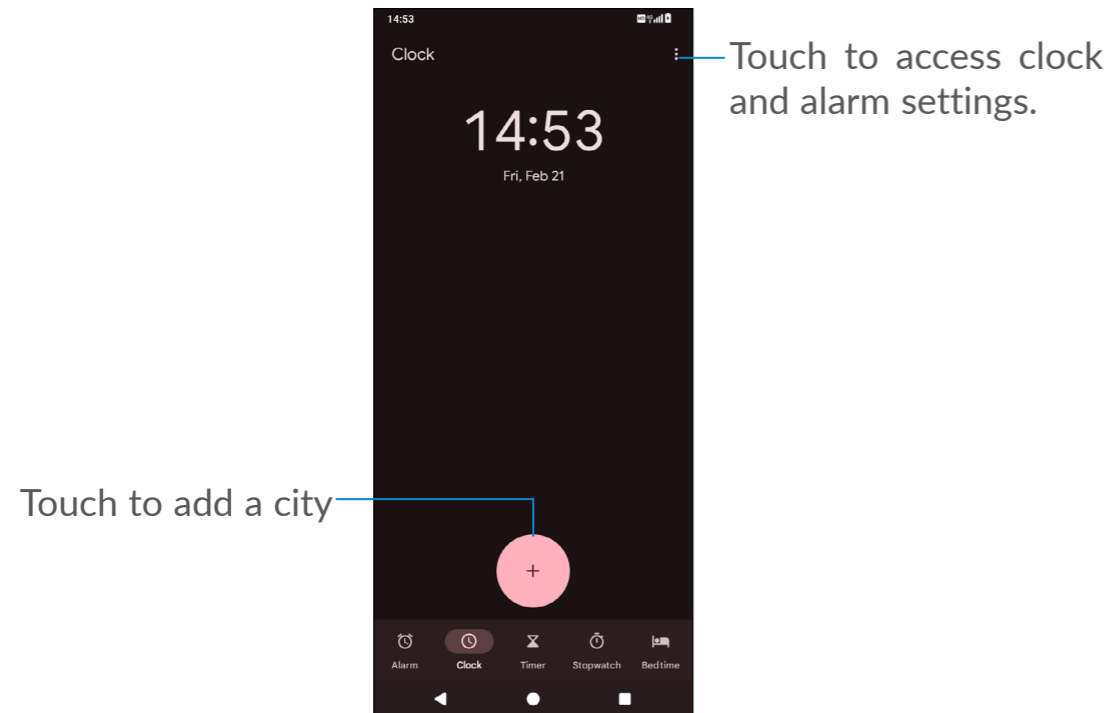 14:53
Clock
Touch to access clock
and alarm settings.
14:53
Fri, Feb 21
Touch to add a city
+
Alarm Clock Timer Stopwatch Bedtime